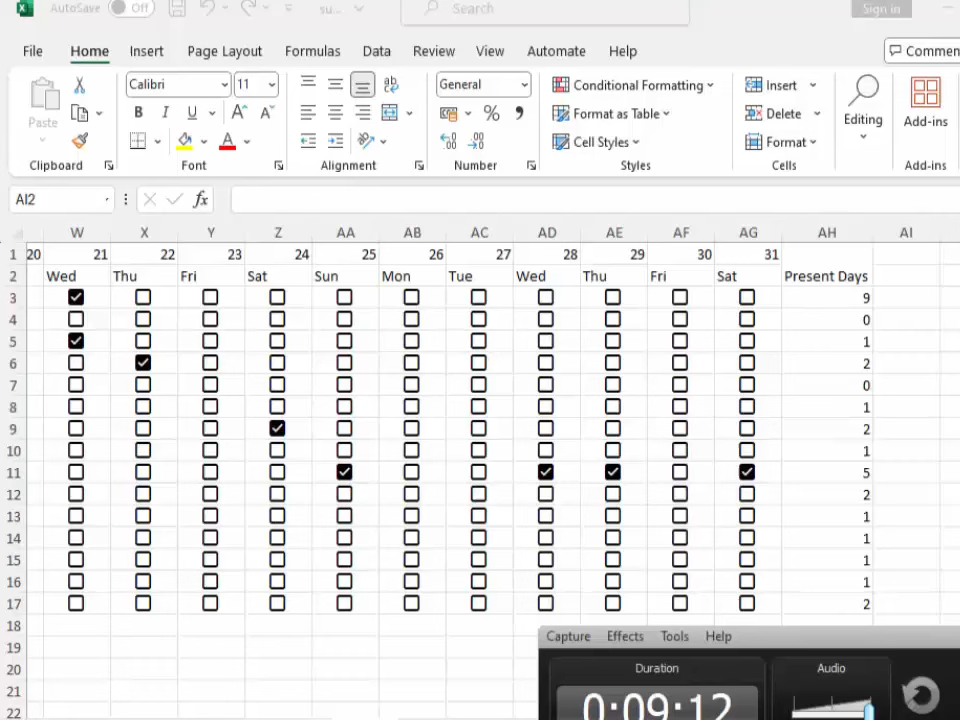 AutoSave Off su... Search Sign in
File Home Insert Page Layout Formulas Data Review View Automate Help Commen
Calibri 11 General Conditional Formatting Insert
Paste B I U A A % , Format as Table Delete Editing Add-ins
A Cell Styles Format
Clipboard Font Alignment Number Styles Cells Add-ins
AI2 fx
W X Y Z AA AB AC AD AE AF AG AH AI
1 20 21 22 23 24 25 26 27 28 29 30 31
2 Wed Thu Fri Sat Sun Mon Tue Wed Thu Fri Sat Present Days
3 9
4 0
5 1
6 2
7 0
8 1
9 2
10 1
11 5
12 2
13 1
14 1
15 1
16 1
17 2
18
19
20
21
22
Capture Effects Tools Help
Duration Audio
0:09:12